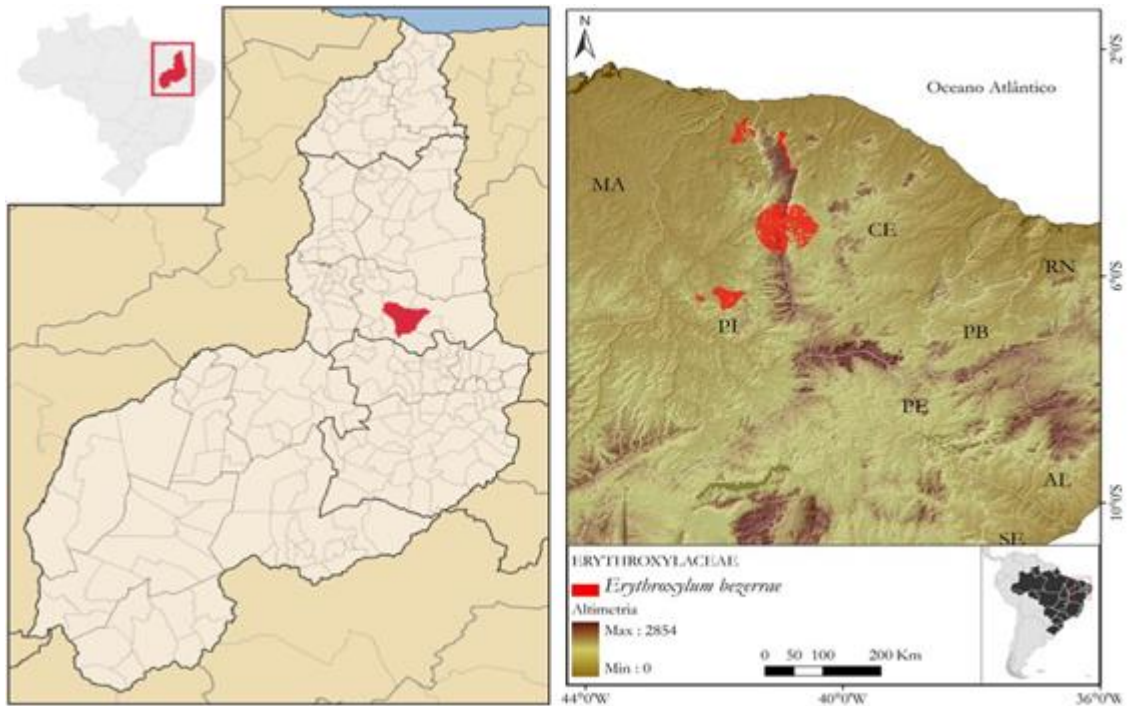 N
2°0'S
Oceano Atlântico
MA
CE
RN
6°0'S
PI
PB
PE
AL
10°0'S
SE
ERYTHROXYLACEAE
Erythroxylum bezerrae
Altimetria
Max : 2854
Min : 0
0 50 100 200 Km
44°0'W 40°0'W 36°0'W